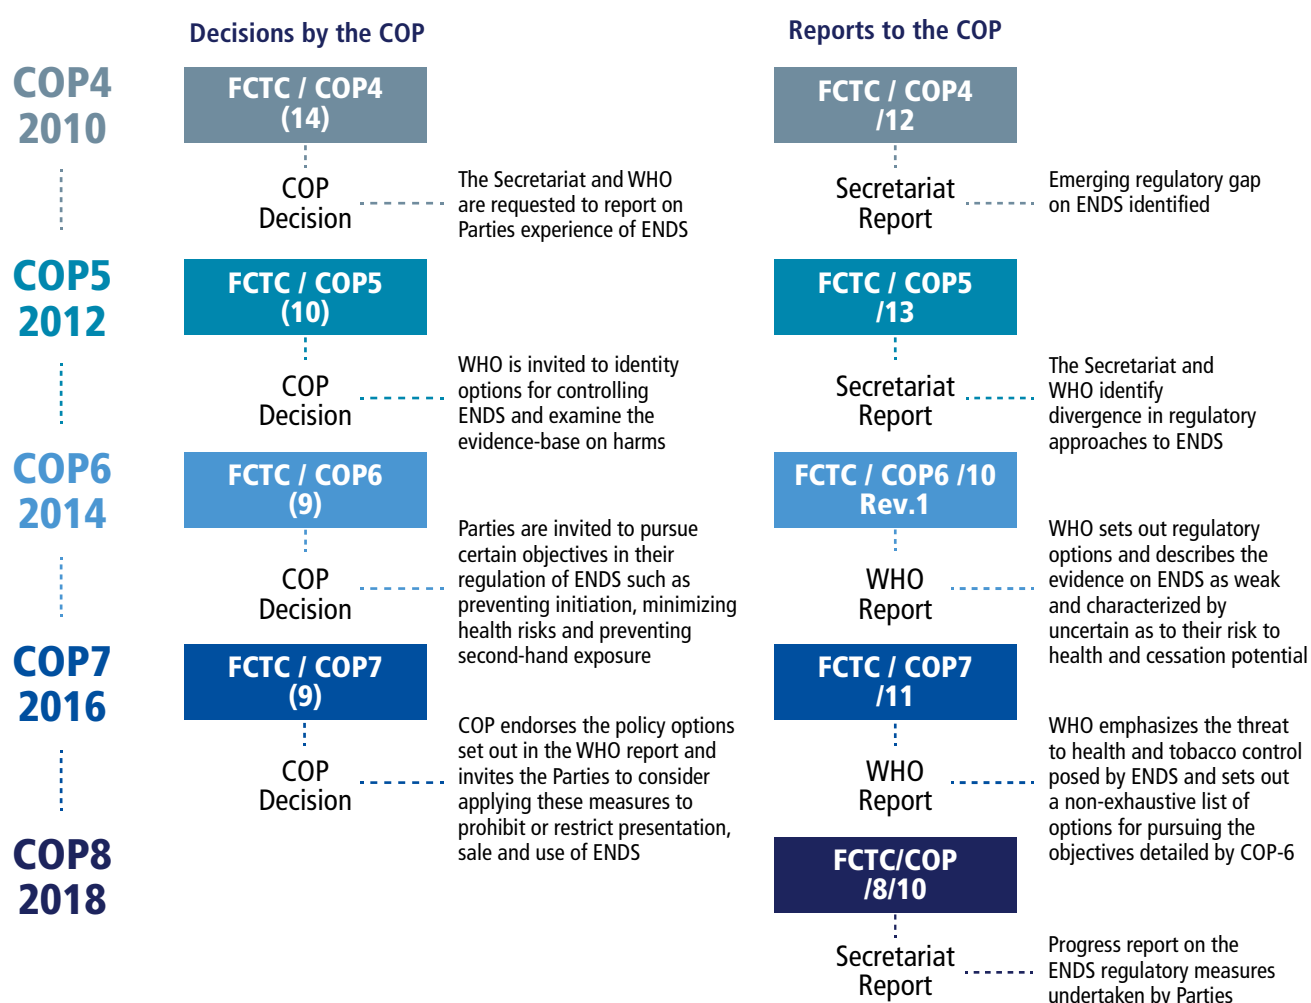 Decisions by the COP
Reports to the COP
COP4
2010
FCTC / COP4
(14)
COP
Decision
The Secretariat and WHO
are requested to report on
Parties experience of ENDS
FCTC / COP4
/12
Secretariat
Report
Emerging regulatory gap
on ENDS identified
COP5
2012
FCTC / COP5
(10)
COP
Decision
WHO is invited to identity
options for controlling
ENDS and examine the
evidence-base on harms
FCTC / COP5
/13
Secretariat
Report
The Secretariat and
WHO identify
divergence in regulatory
approaches to ENDS
COP6
2014
FCTC / COP6
(9)
COP
Decision
Parties are invited to pursue
certain objectives in their
regulation of ENDS such as
preventing initiation, minimizing
health risks and preventing
second-hand exposure
FCTC / COP6 /10
Rev.1
WHO
Report
WHO sets out regulatory
options and describes the
evidence on ENDS as weak
and characterized by
uncertain as to their risk to
health and cessation potential
COP7
2016
FCTC / COP7
(9)
COP
Decision
COP endorses the policy options
set out in the WHO report and
invites the Parties to consider
applying these measures to
prohibit or restrict presentation,
sale and use of ENDS
FCTC / COP7
/11
WHO
Report
WHO emphasizes the threat
to health and tobacco control
posed by ENDS and sets out
a non-exhaustive list of
options for pursuing the
objectives detailed by COP-6
COP8
2018
FCTC/COP
/8/10
Secretariat
Report
Progress report on the
ENDS regulatory measures
undertaken by Parties